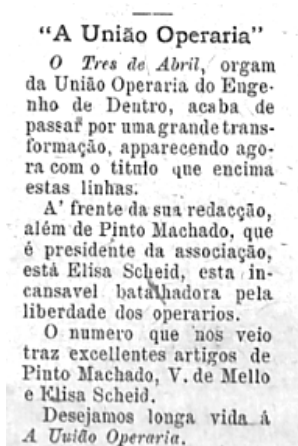 "A União Operaria"
O Tres de Abril, orgam
da União Operaria do Enge-
nho de Dentro, acaba de
passar por uma grande trans-
formação, apparecendo ago-
ra com o titulo que encima
estas linhas.
A' frente da sua redacção,
além de Pinto Machado, que
é presidente da associação,
está Elisa Scheid, esta in-
cansavel batalhadora pela
liberdade dos operarios.
O numero que nos veio
traz excellentes artigos de
Pinto Machado, V. de Mello
e Elisa Scheid.
Desejamos longa vida á
A União Operaria.